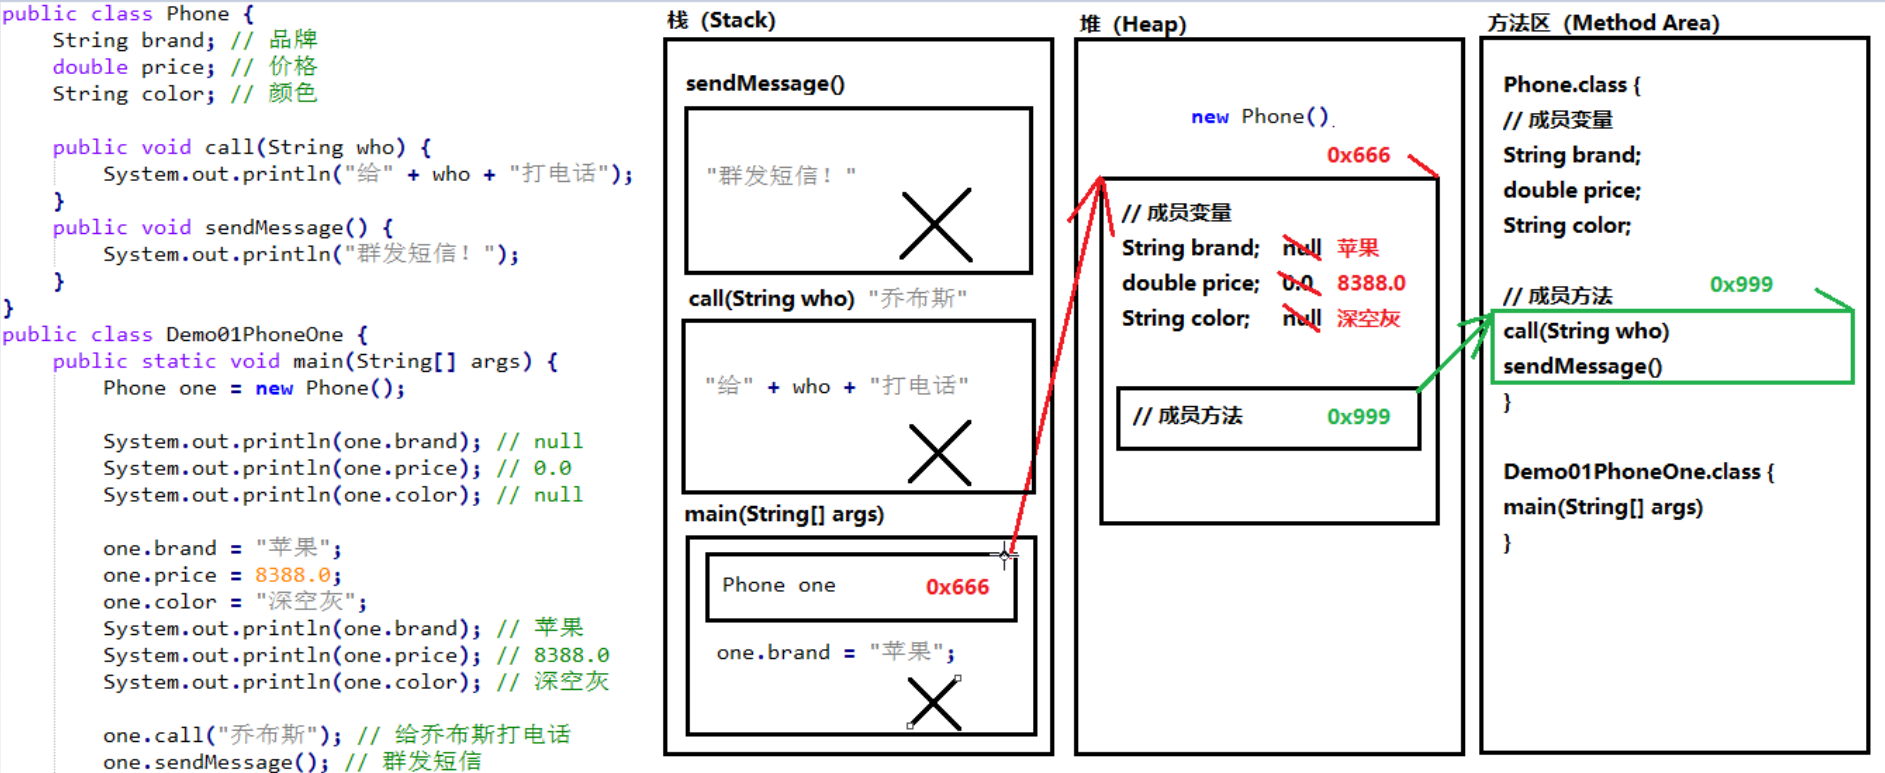 public class Phone {
String brand; // 品牌
double price; // 价格
String color; // 颜色
public void call(String who) {
System.out.println("给" + who + "打电话");
}
public void sendMessage() {
System.out.println("群发短信！");
}
}
public class Demo01PhoneOne {
public static void main(String[] args) {
Phone one = new Phone();
System.out.println(one.brand); // null
System.out.println(one.price); // 0.0
System.out.println(one.color); // null
one.brand = "苹果";
one.price = 8388.0;
one.color = "深空灰";
System.out.println(one.brand); // 苹果
System.out.println(one.price); // 8388.0
System.out.println(one.color); // 深空灰
one.call("乔布斯"); // 给乔布斯打电话
one.sendMessage(); // 群发短信
栈（Stack）
sendMessage()
"群发短信！"
call(String who) "乔布斯"
"给" + who + "打电话"
main(String[] args)
Phone one 0x666
one.brand = "苹果";
堆（Heap）
new Phone()
0x666
// 成员变量
String brand; null 苹果
double price; 0.0 8388.0
String color; null 深空灰
// 成员方法 0x999
方法区（Method Area）
Phone.class {
// 成员变量
String brand;
double price;
String color;
// 成员方法 0x999
call(String who)
sendMessage()
}
Demo01PhoneOne.class {
main(String[] args)
}